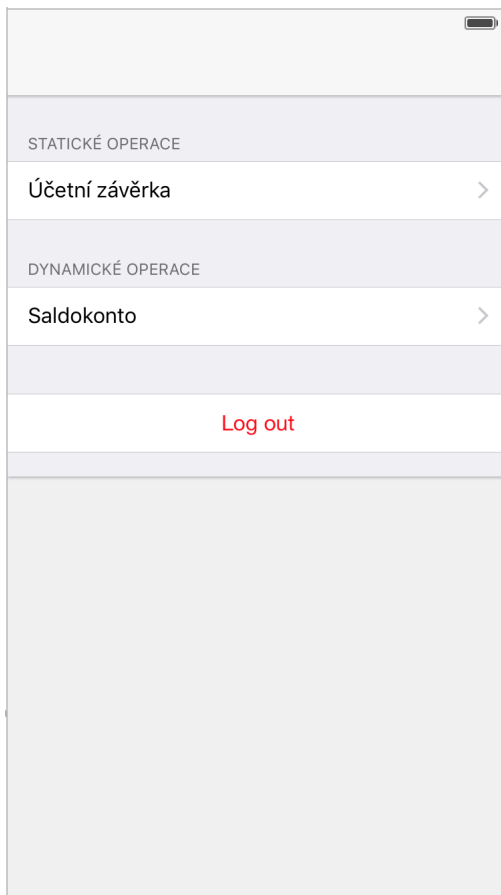 STATICKÉ OPERACE
Účetní závěrka
DYNAMICKÉ OPERACE
Saldokonto
Log out